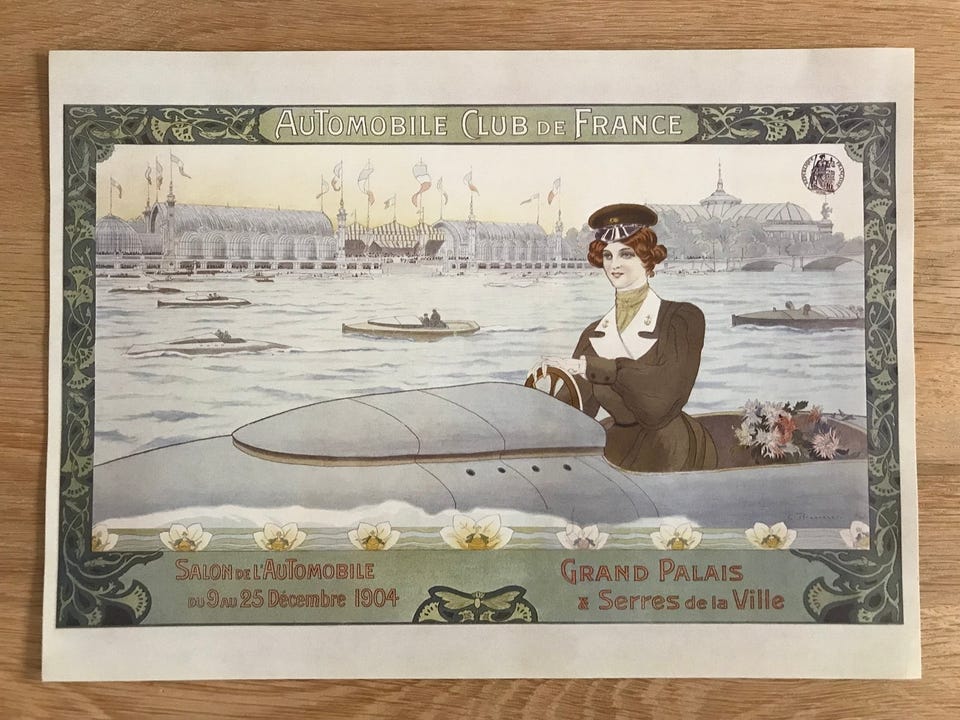 AUTOMOBILE CLUB DE FRANCE
SALON DE L'AUTOMOBILE
DU 9 AU 25 Décembre 1904
GRAND PALAIS
& Serres de la Ville